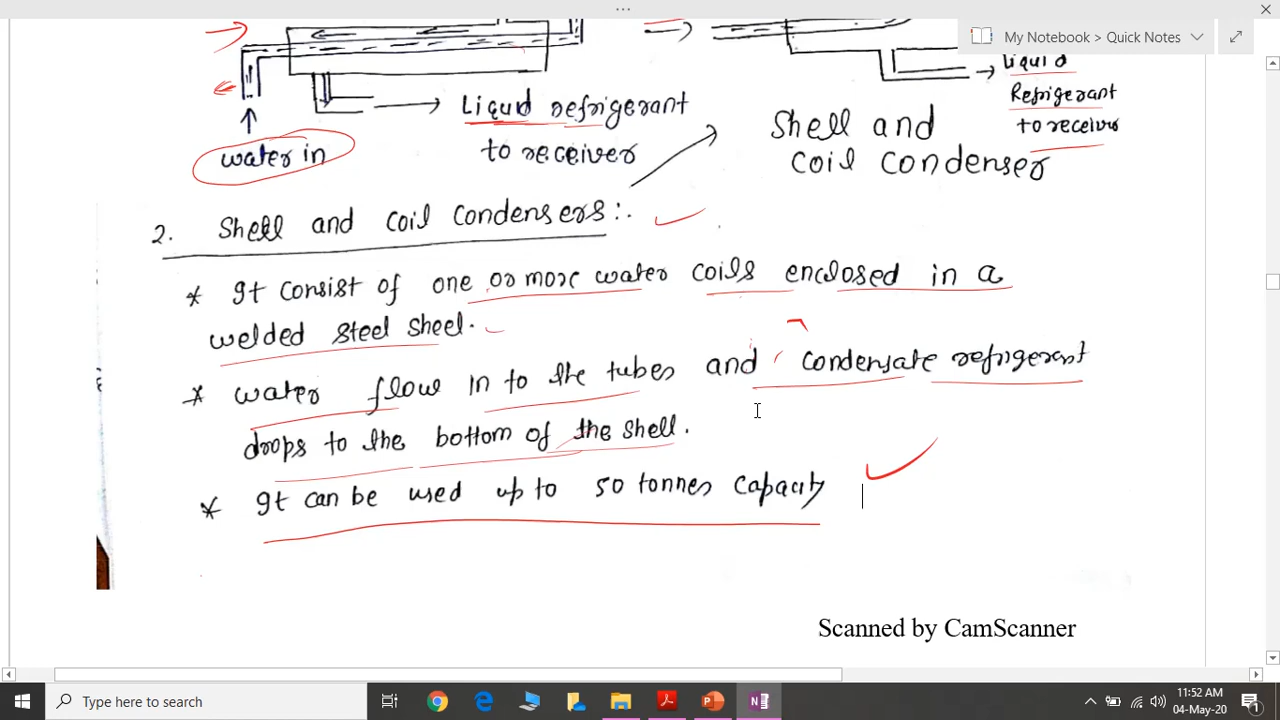 My Notebook > Quick Notes
Liquid
Refrigerant
to receiver
Liquid refrigerant
to receiver
water in
Shell and
Coil Condenser
2. Shell and Coil Condensers :.
* It Consist of one or more water coils enclosed in a
welded steel sheel.
* water flow in to the tubes and condensate refrigerant
drops to the bottom of the shell.
* It can be used up to 50 tonnes capacity
Scanned by CamScanner
Type here to search
11:52 AM
04-May-20